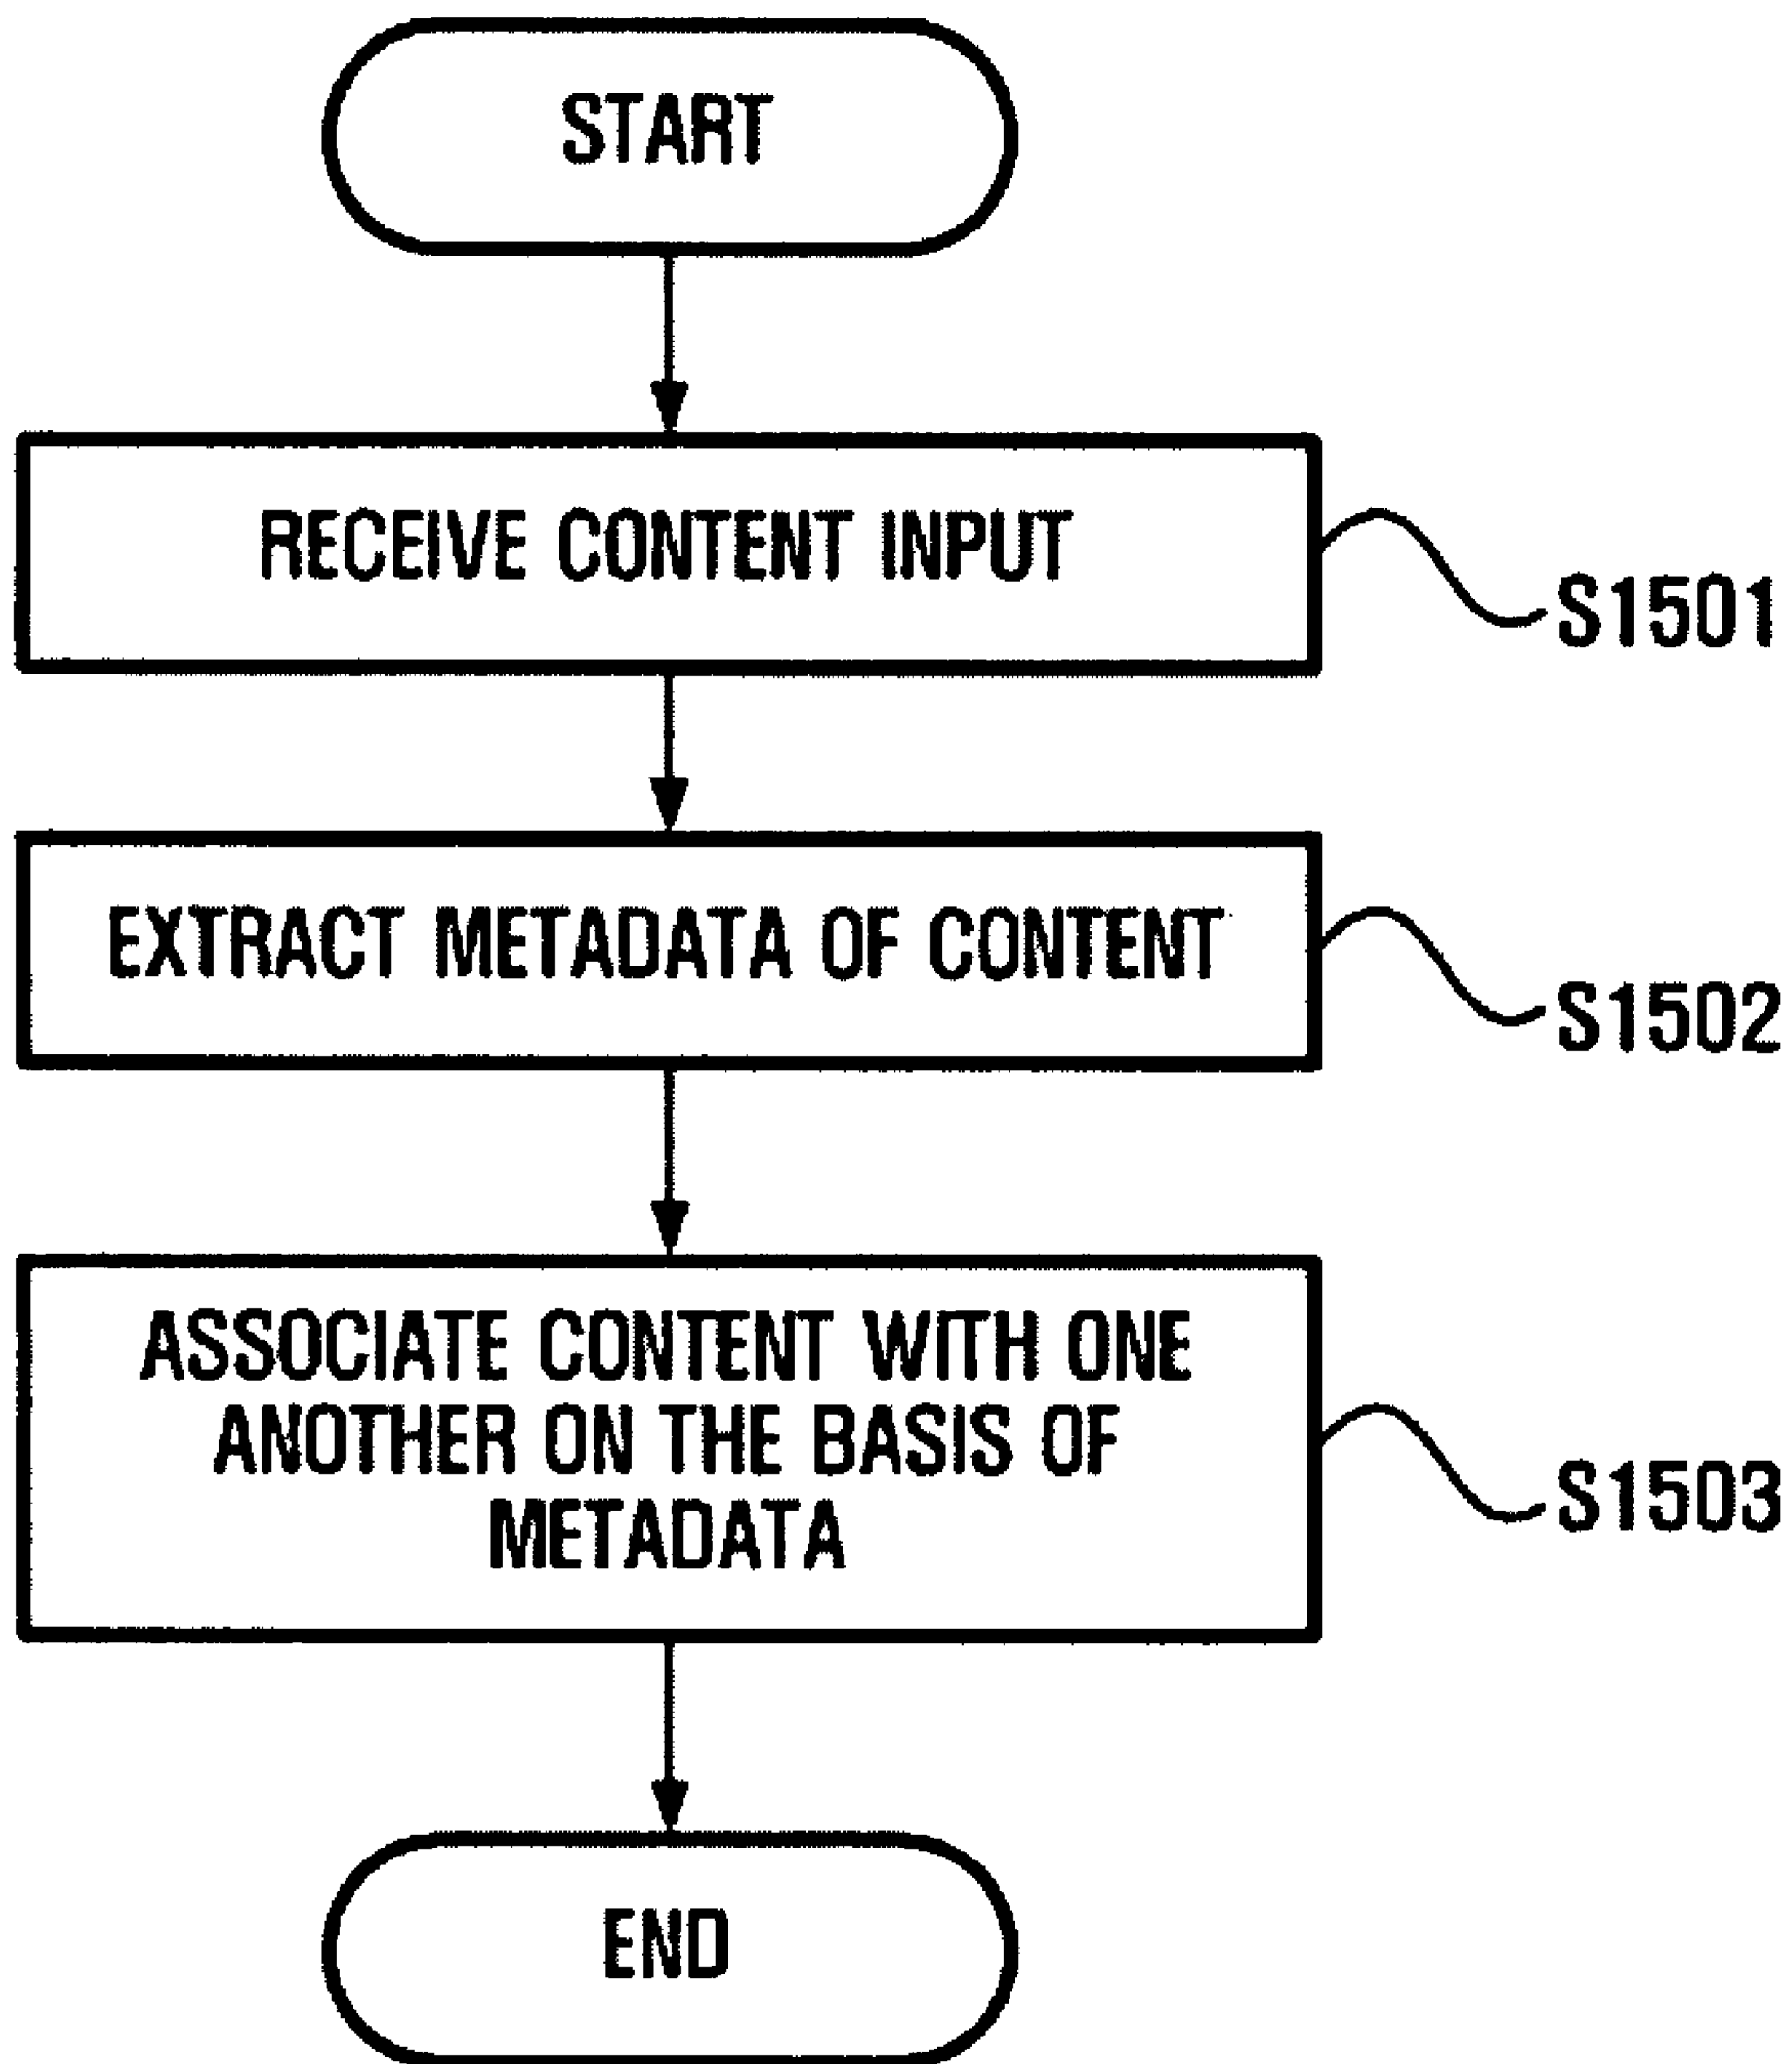 START
RECEIVE CONTENT INPUT
S1501
EXTRACT METADATA OF CONTENT
S1502
ASSOCIATE CONTENT WITH ONE
ANOTHER ON THE BASIS OF
METADATA
S1503
END